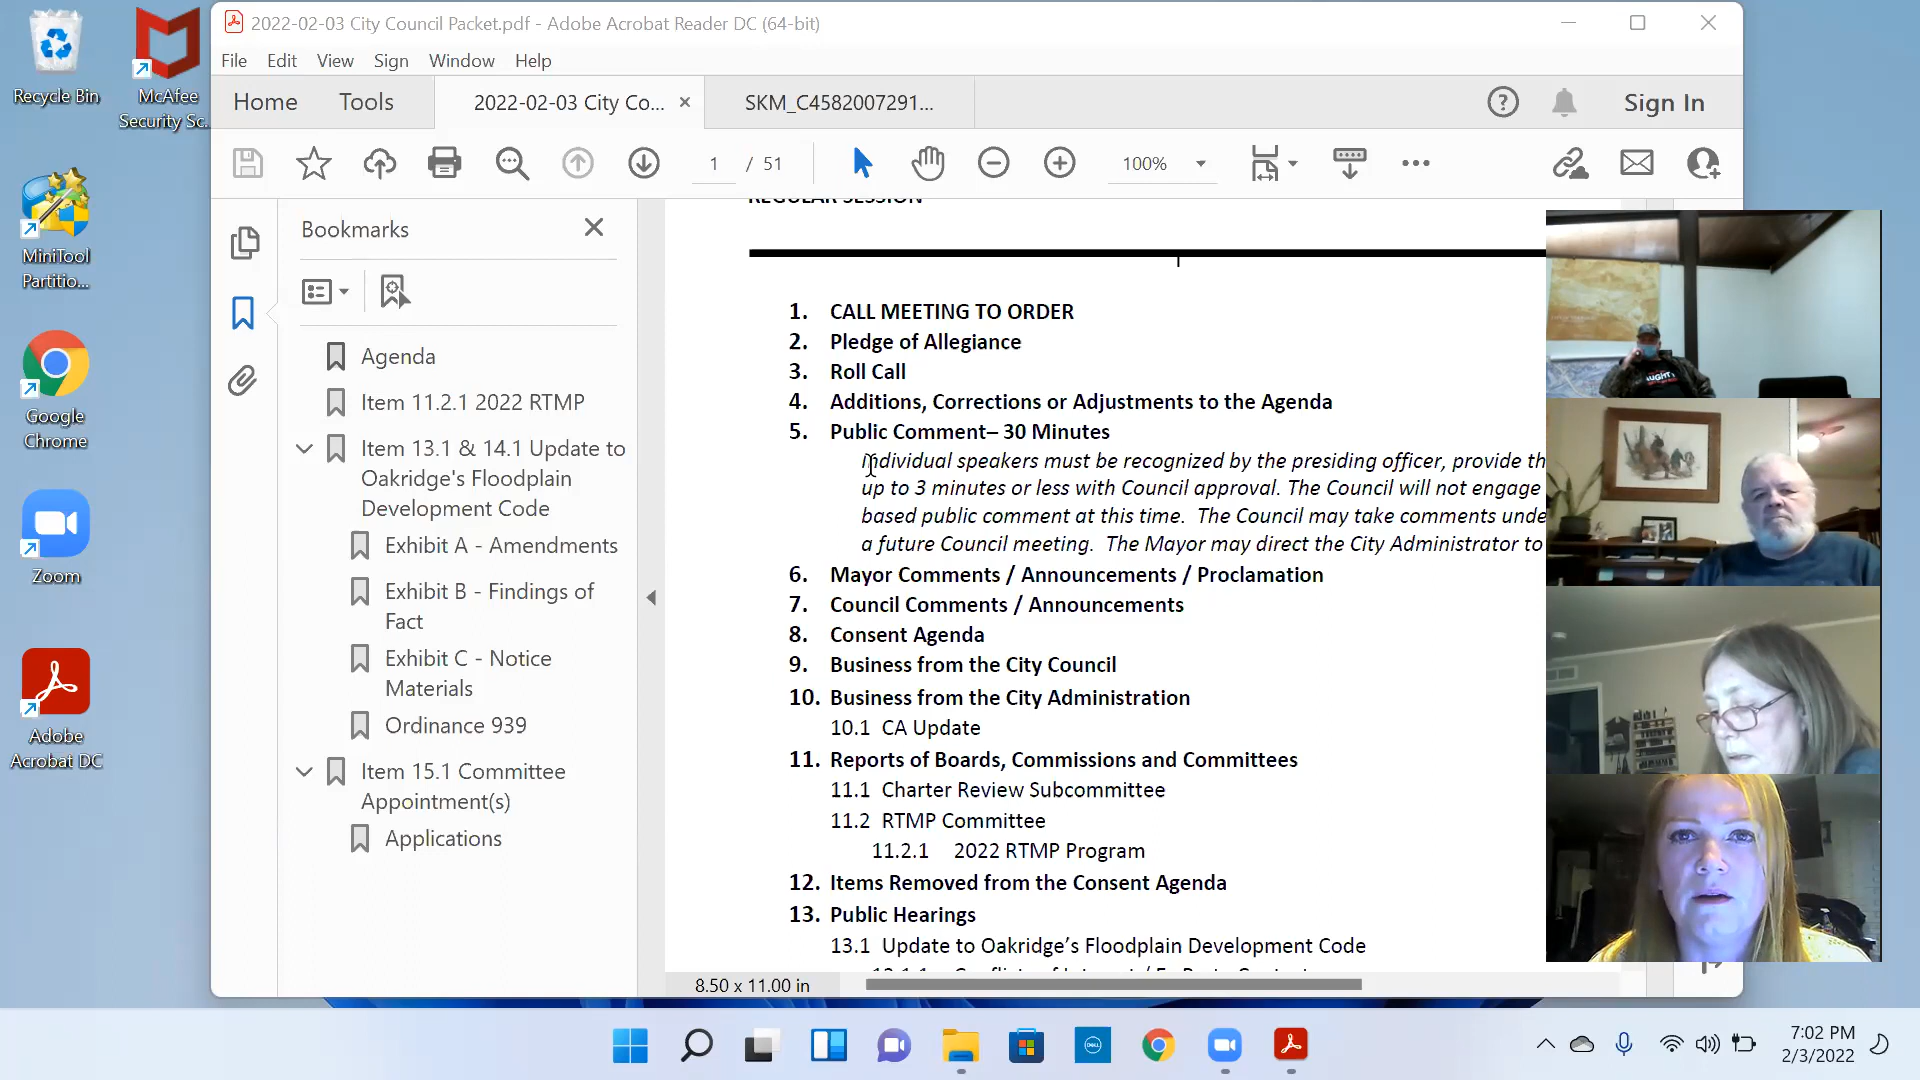 2022-02-03 City Council Packet.pdf - Adobe Acrobat Reader DC (64-bit)
File Edit View Sign Window Help
Home Tools 2022-02-03 City Co... × SKM_C4582007291... ? Sign In
1 / 51 100%
Recycle Bin
McAfee
Security Sc...
MiniTool
Partitio...
Google
Chrome
Zoom
Adobe
Acrobat DC
Bookmarks
Agenda
Item 11.2.1 2022 RTMP
Item 13.1 & 14.1 Update to
Oakridge's Floodplain
Development Code
Exhibit A - Amendments
Exhibit B - Findings of
Fact
Exhibit C - Notice
Materials
Ordinance 939
Item 15.1 Committee
Appointment(s)
Applications
REGULAR SESSION
1. CALL MEETING TO ORDER
2. Pledge of Allegiance
3. Roll Call
4. Additions, Corrections or Adjustments to the Agenda
5. Public Comment– 30 Minutes
Individual speakers must be recognized by the presiding officer, provide th
up to 3 minutes or less with Council approval. The Council will not engage
based public comment at this time. The Council may take comments unde
a future Council meeting. The Mayor may direct the City Administrator to
6. Mayor Comments / Announcements / Proclamation
7. Council Comments / Announcements
8. Consent Agenda
9. Business from the City Council
10. Business from the City Administration
10.1 CA Update
11. Reports of Boards, Commissions and Committees
11.1 Charter Review Subcommittee
11.2 RTMP Committee
11.2.1 2022 RTMP Program
12. Items Removed from the Consent Agenda
13. Public Hearings
13.1 Update to Oakridge’s Floodplain Development Code
8.50 x 11.00 in
DELL
7:02 PM
2/3/2022